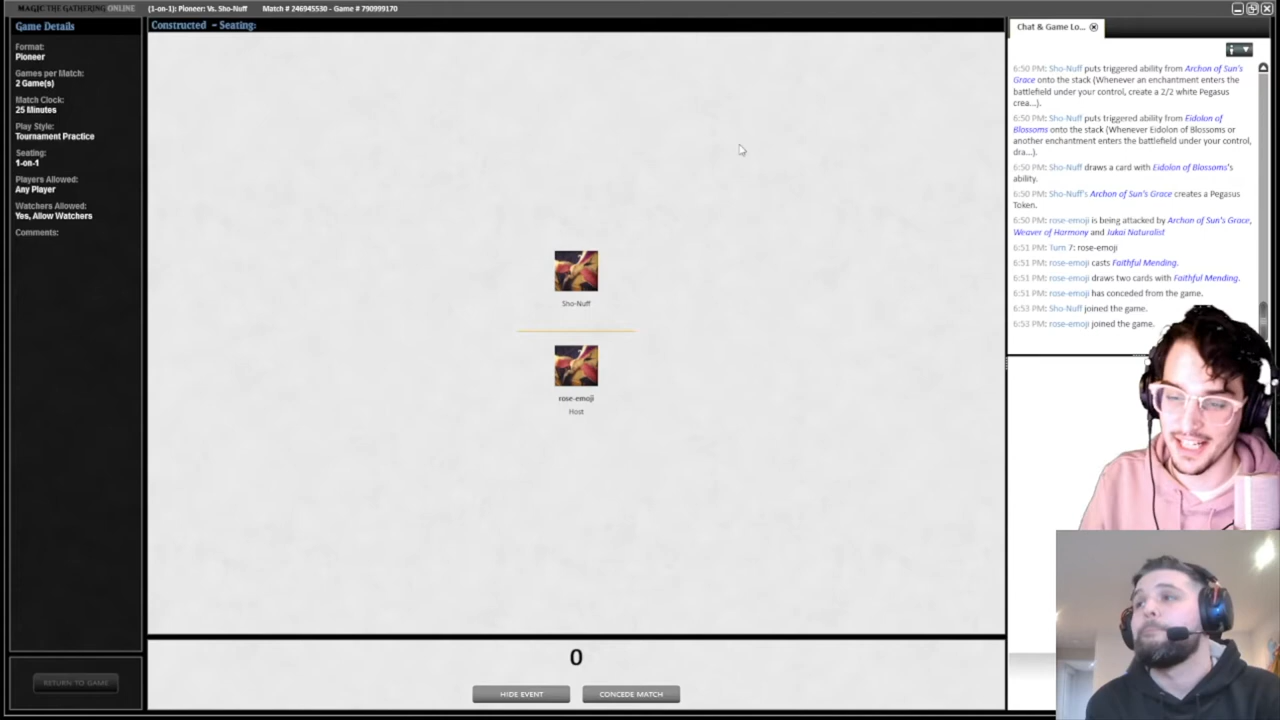 MAGIC THE GATHERING ONLINE (1-on-1): Pioneer: Vs. Sho-Nuff Match # 246945530 - Game # 790999170
Game Details
Format:
Pioneer
Games per Match:
2 Game(s)
Match Clock:
25 Minutes
Play Style:
Tournament Practice
Seating:
1-on-1
Players Allowed:
Any Player
Watchers Allowed:
Yes, Allow Watchers
Comments:
RETURN TO GAME
Constructed - Seating:
Sho-Nuff
rose-emoji
Host
0
HIDE EVENT CONCEDE MATCH
Chat & Game Lo...
6:50 PM: Sho-Nuff puts triggered ability from Archon of Sun's
Grace onto the stack (Whenever an enchantment enters the
battlefield under your control, create a 2/2 white Pegasus
crea...).
6:50 PM: Sho-Nuff puts triggered ability from Eidolon of
Blossoms onto the stack (Whenever Eidolon of Blossoms or
another enchantment enters the battlefield under your control,
dra...).
6:50 PM: Sho-Nuff draws a card with Eidolon of Blossoms's
ability.
6:50 PM: Sho-Nuff's Archon of Sun's Grace creates a Pegasus
Token.
6:50 PM: rose-emoji is being attacked by Archon of Sun's Grace,
Weaver of Harmony and Jukai Naturalist
6:51 PM: Turn 7: rose-emoji
6:51 PM: rose-emoji casts Faithful Mending.
6:51 PM: rose-emoji draws two cards with Faithful Mending.
6:51 PM: rose-emoji has conceded from the game.
6:53 PM: Sho-Nuff joined the game.
6:53 PM: rose-emoji joined the game.